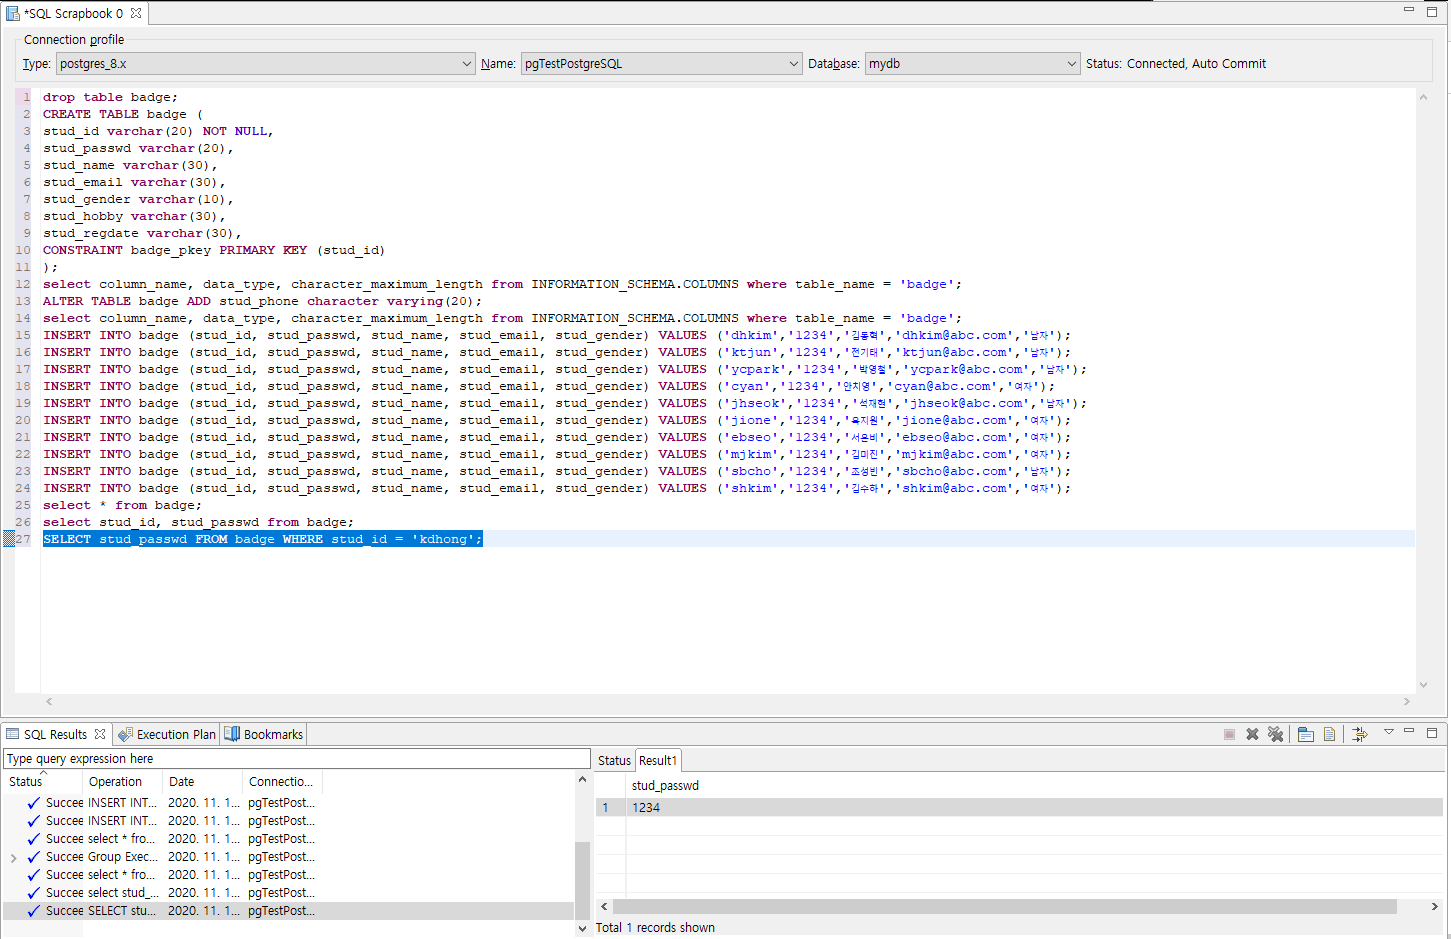 *SQL Scrapbook 0
Connection profile
Type: postgres_8.x Name: pgTestPostgreSQL Database: mydb Status: Connected, Auto Commit
1 drop table badge;
2 CREATE TABLE badge (
3 stud_id varchar(20) NOT NULL,
4 stud_passwd varchar(20),
5 stud_name varchar(30),
6 stud_email varchar(30),
7 stud_gender varchar(10),
8 stud_hobby varchar(30),
9 stud_regdate varchar(30),
10 CONSTRAINT badge_pkey PRIMARY KEY (stud_id)
11 );
12 select column_name, data_type, character_maximum_length from INFORMATION_SCHEMA.COLUMNS where table_name = 'badge';
13 ALTER TABLE badge ADD stud_phone character varying(20);
14 select column_name, data_type, character_maximum_length from INFORMATION_SCHEMA.COLUMNS where table_name = 'badge';
15 INSERT INTO badge (stud_id, stud_passwd, stud_name, stud_email, stud_gender) VALUES ('dhkim','1234','김동혁','dhkim@abc.com','남자');
16 INSERT INTO badge (stud_id, stud_passwd, stud_name, stud_email, stud_gender) VALUES ('ktjun','1234','전기태','ktjun@abc.com','남자');
17 INSERT INTO badge (stud_id, stud_passwd, stud_name, stud_email, stud_gender) VALUES ('ycpark','1234','박영철','ycpark@abc.com','남자');
18 INSERT INTO badge (stud_id, stud_passwd, stud_name, stud_email, stud_gender) VALUES ('cyan','1234','안치영','cyan@abc.com','여자');
19 INSERT INTO badge (stud_id, stud_passwd, stud_name, stud_email, stud_gender) VALUES ('jhseok','1234','석재현','jhseok@abc.com','남자');
20 INSERT INTO badge (stud_id, stud_passwd, stud_name, stud_email, stud_gender) VALUES ('jione','1234','옥지원','jione@abc.com','여자');
21 INSERT INTO badge (stud_id, stud_passwd, stud_name, stud_email, stud_gender) VALUES ('ebseo','1234','서은비','ebseo@abc.com','여자');
22 INSERT INTO badge (stud_id, stud_passwd, stud_name, stud_email, stud_gender) VALUES ('mjkim','1234','김미진','mjkim@abc.com','여자');
23 INSERT INTO badge (stud_id, stud_passwd, stud_name, stud_email, stud_gender) VALUES ('sbcho','1234','조성빈','sbcho@abc.com','남자');
24 INSERT INTO badge (stud_id, stud_passwd, stud_name, stud_email, stud_gender) VALUES ('shkim','1234','김수하','shkim@abc.com','여자');
25 select * from badge;
26 select stud_id, stud_passwd from badge;
27 SELECT stud_passwd FROM badge WHERE stud_id = 'kdhong';
SQL Results Execution Plan Bookmarks
Type query expression here
Status Operation Date Connectio...
Succee INSERT INT... 2020. 11. 1... pgTestPost...
Succee INSERT INT... 2020. 11. 1... pgTestPost...
Succee select * fro... 2020. 11. 1... pgTestPost...
Succee Group Exec... 2020. 11. 1... pgTestPost...
Succee select * fro... 2020. 11. 1... pgTestPost...
Succee select stud_... 2020. 11. 1... pgTestPost...
Succee SELECT stu... 2020. 11. 1... pgTestPost...
Status Result1
stud_passwd
1 1234
Total 1 records shown